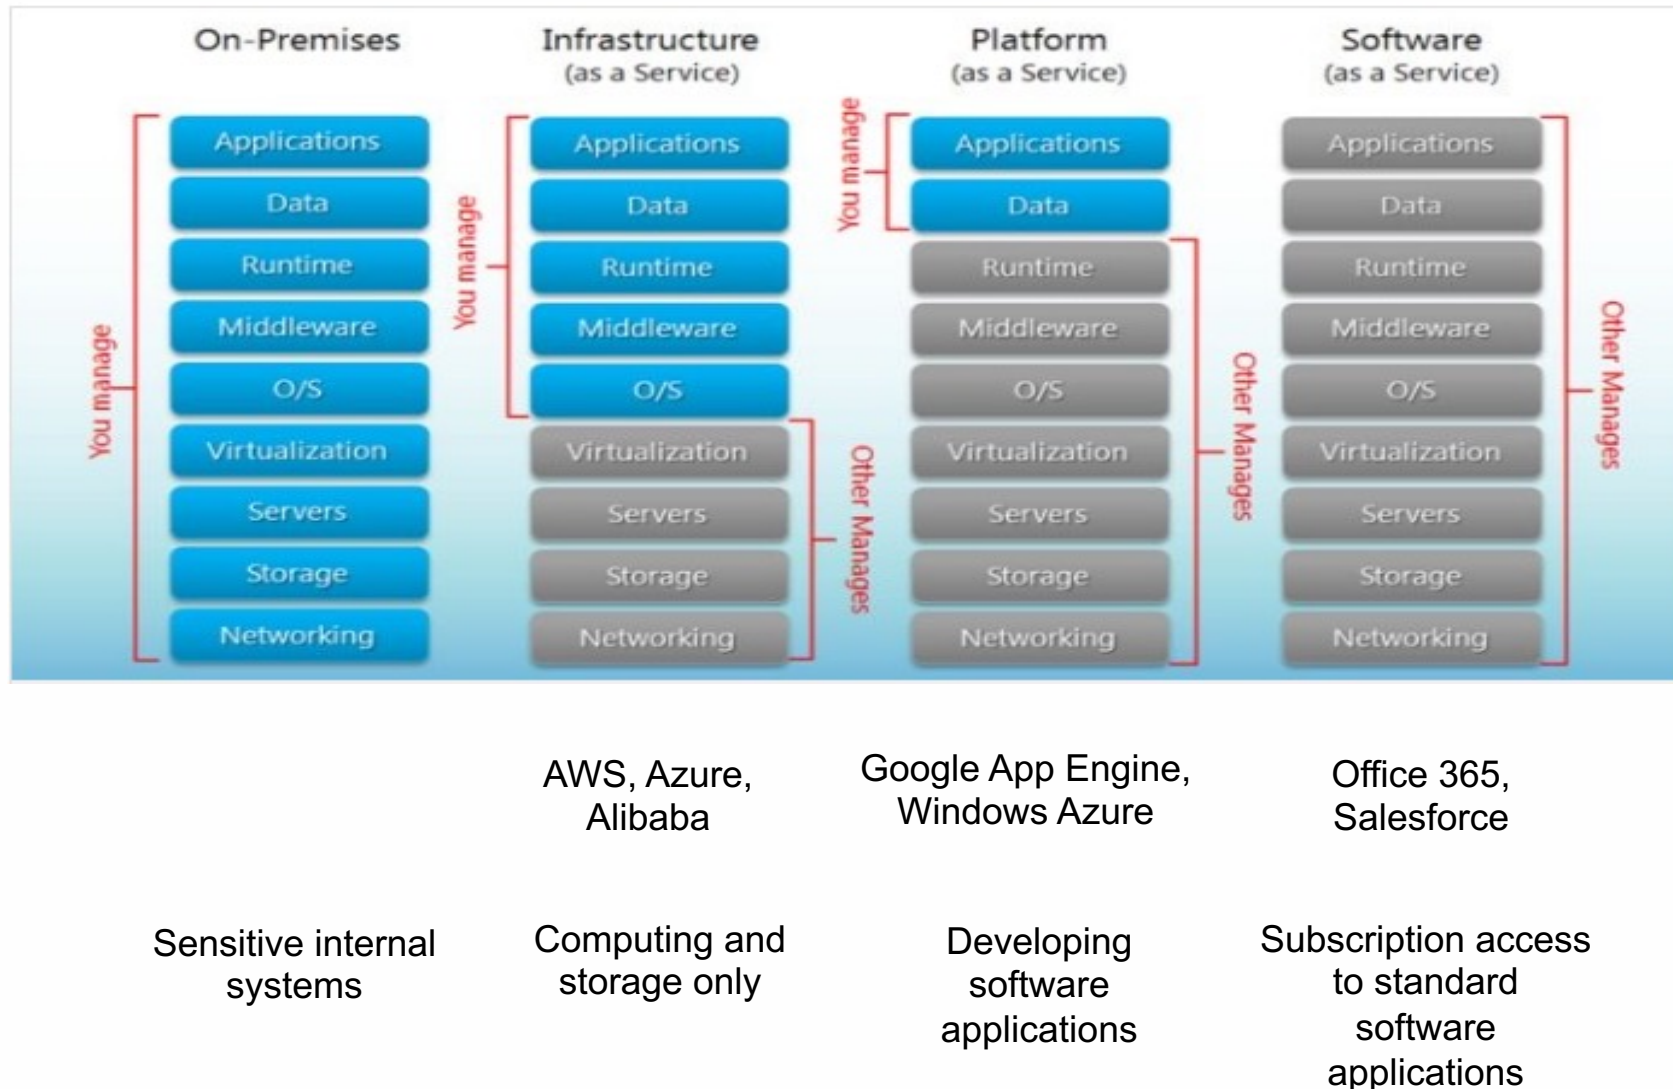 On-Premises
You manage
Applications
Data
Runtime
Middleware
O/S
Virtualization
Servers
Storage
Networking
Infrastructure
(as a Service)
You manage
Applications
Data
Runtime
Middleware
O/S
Virtualization
Servers
Storage
Networking
Other Manages
Platform
(as a Service)
You manage
Applications
Data
Runtime
Middleware
O/S
Virtualization
Servers
Storage
Networking
Other Manages
Software
(as a Service)
Applications
Data
Runtime
Middleware
O/S
Virtualization
Servers
Storage
Networking
Other Manages
AWS, Azure,
Alibaba
Google App Engine,
Windows Azure
Office 365,
Salesforce
Sensitive internal
systems
Computing and
storage only
Developing
software
applications
Subscription access
to standard
software
applications